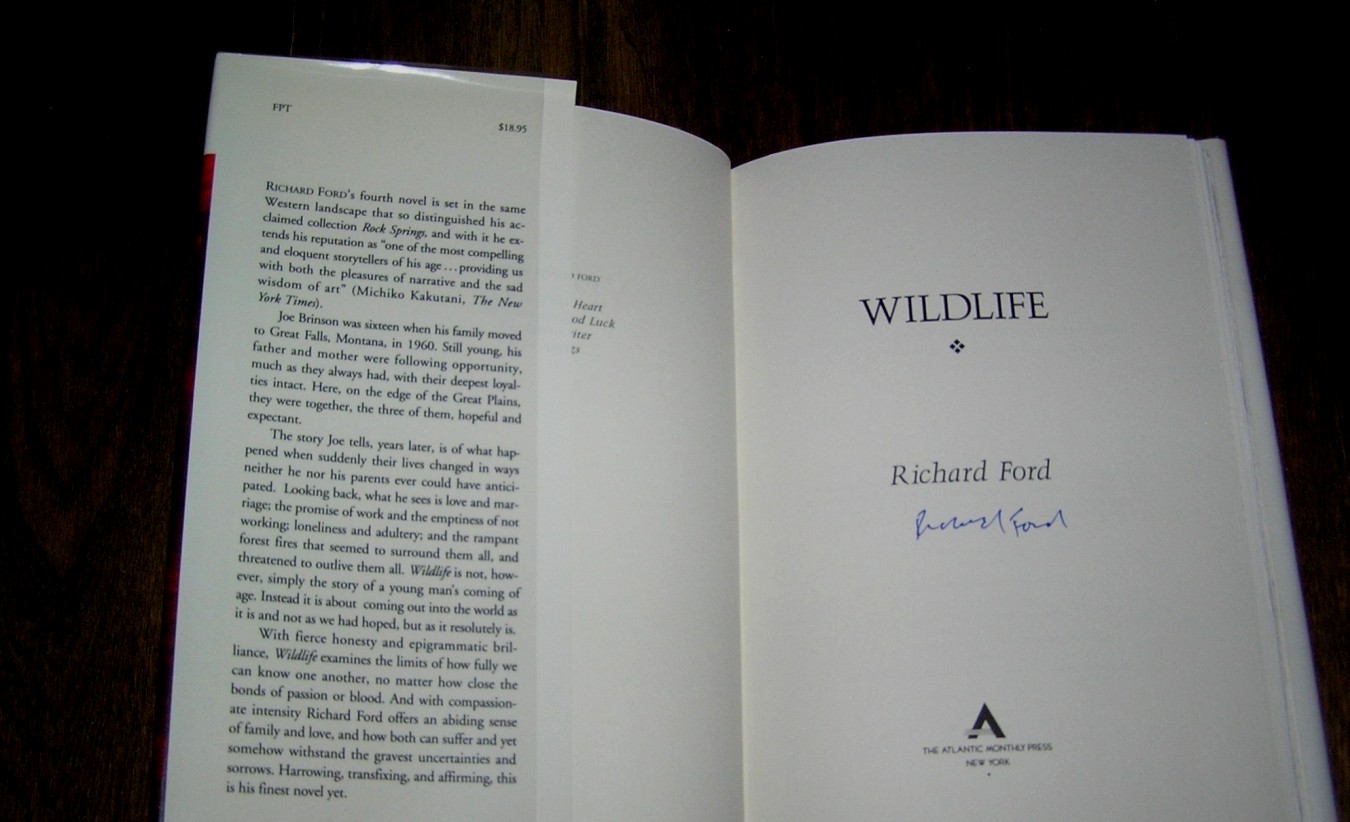 FPT
$18.95
RICHARD FORD's fourth novel is set in the same
Western landscape that so distinguished his ac-
claimed collection Rock Springs, and with it he ex-
tends his reputation as "one of the most compelling
and eloquent storytellers of his age...providing us
with both the pleasures of narrative and the sad
wisdom of art" (Michiko Kakutani, The New
York Times).
Joe Brinson was sixteen when his family moved
to Great Falls, Montana, in 1960. Still young, his
father and mother were following opportunity,
much as they always had, with their deepest loyal-
ties intact. Here, on the edge of the Great Plains,
they were together, the three of them, hopeful and
expectant.
The story Joe tells, years later, is of what hap-
pened when suddenly their lives changed in ways
neither he nor his parents ever could have antici-
pated. Looking back, what he sees is love and mar-
riage; the promise of work and the emptiness of not
working; loneliness and adultery; and the rampant
forest fires that seemed to surround them all, and
threatened to outlive them all. Wildlife is not, how-
ever, simply the story of a young man's coming of
age. Instead it is about coming out into the world as
it is and not as we had hoped, but as it resolutely is.
With fierce honesty and epigrammatic bril-
liance, Wildlife examines the limits of how fully we
can know one another, no matter how close the
bonds of passion or blood. And with compassion-
ate intensity Richard Ford offers an abiding sense
of family and love, and how both can suffer and yet
somehow withstand the gravest uncertainties and
sorrows. Harrowing, transfixing, and affirming, this
is his finest novel yet.
FORD
Heart
od Luck
iter
gs
WILDLIFE
Richard Ford
Richard Ford
THE ATLANTIC MONTHLY PRESS
NEW YORK